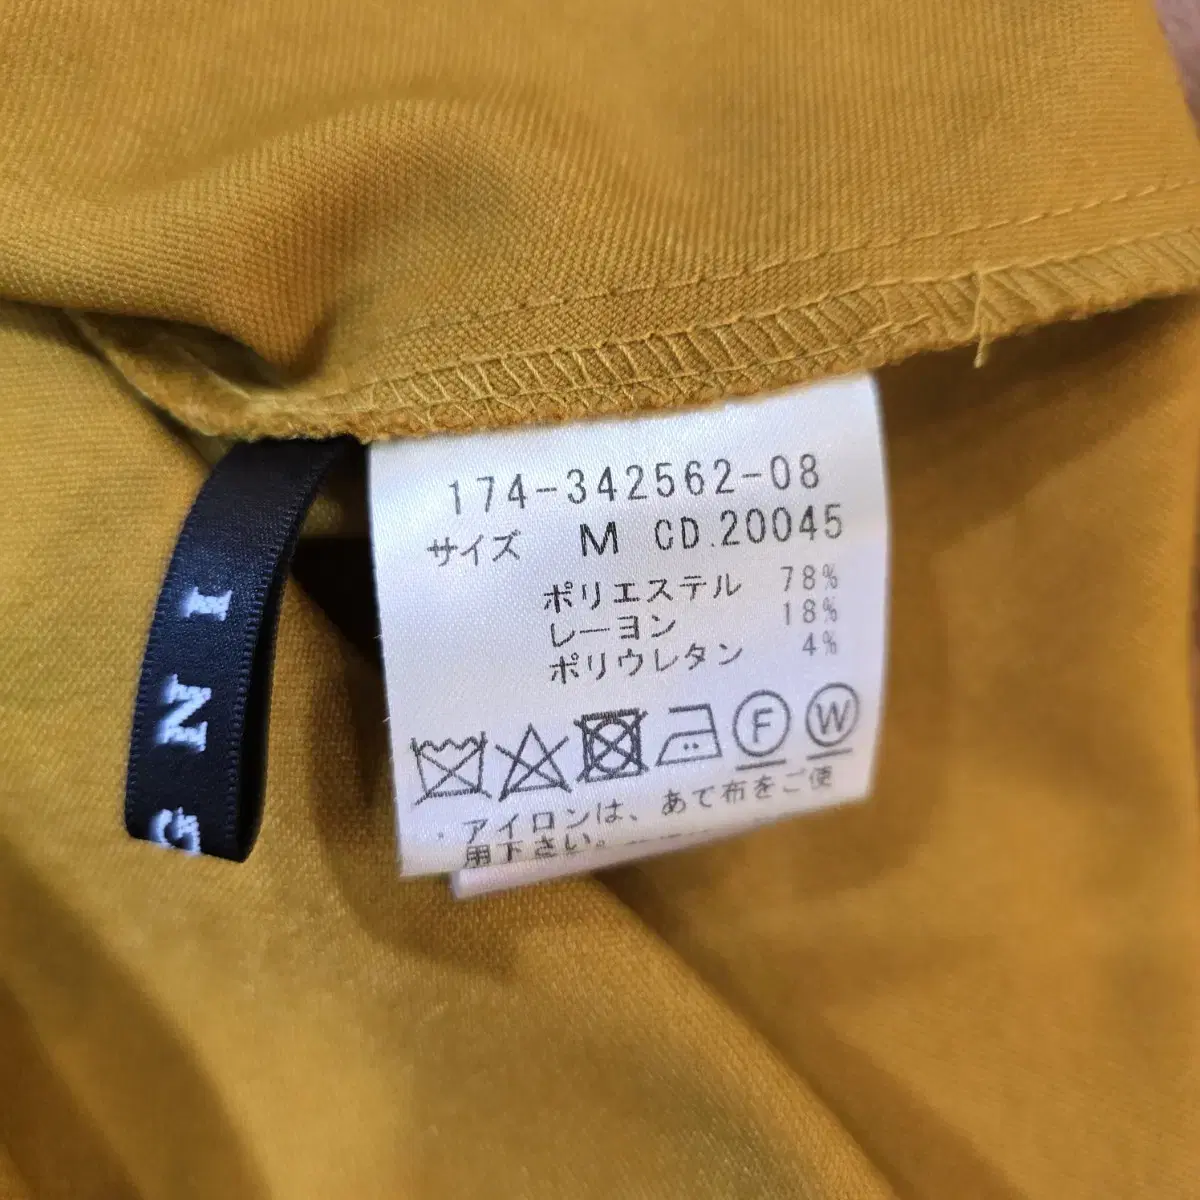 174-342562-08
サイズ M CD.20045
ポリエステル 78%
レーヨン 18%
ポリウレタン 4%
F W
・アイロンは、あて布をご使
用下さい。
G N I